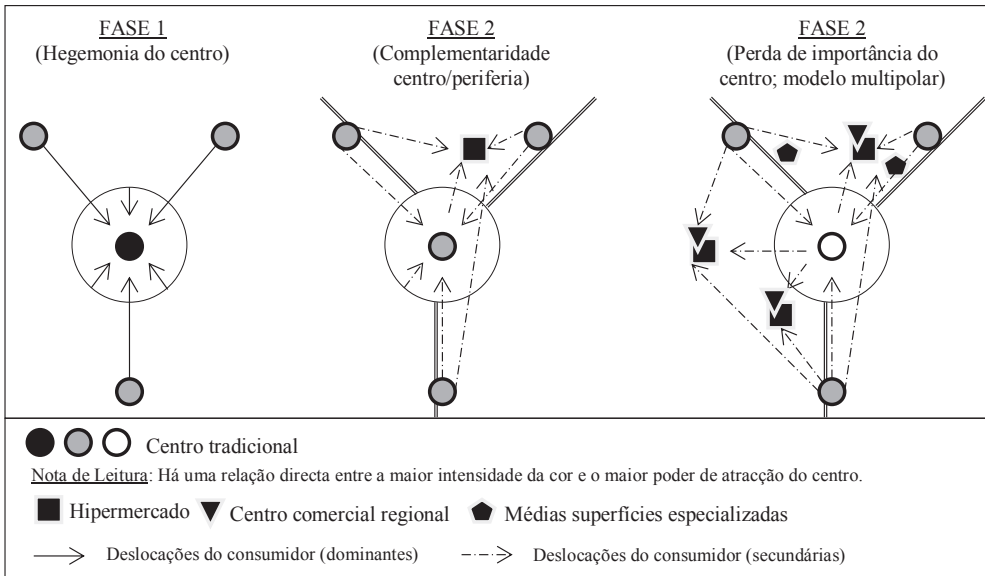 FASE 1
(Hegemonia do centro)
FASE 2
(Complementaridade
centro/periferia)
FASE 2
(Perda de importância do
centro; modelo multipolar)
Centro tradicional
Nota de Leitura: Há uma relação directa entre a maior intensidade da cor e o maior poder de atracção do centro.
Hipermercado
Centro comercial regional
Médias superfícies especializadas
Deslocações do consumidor (dominantes)
Deslocações do consumidor (secundárias)